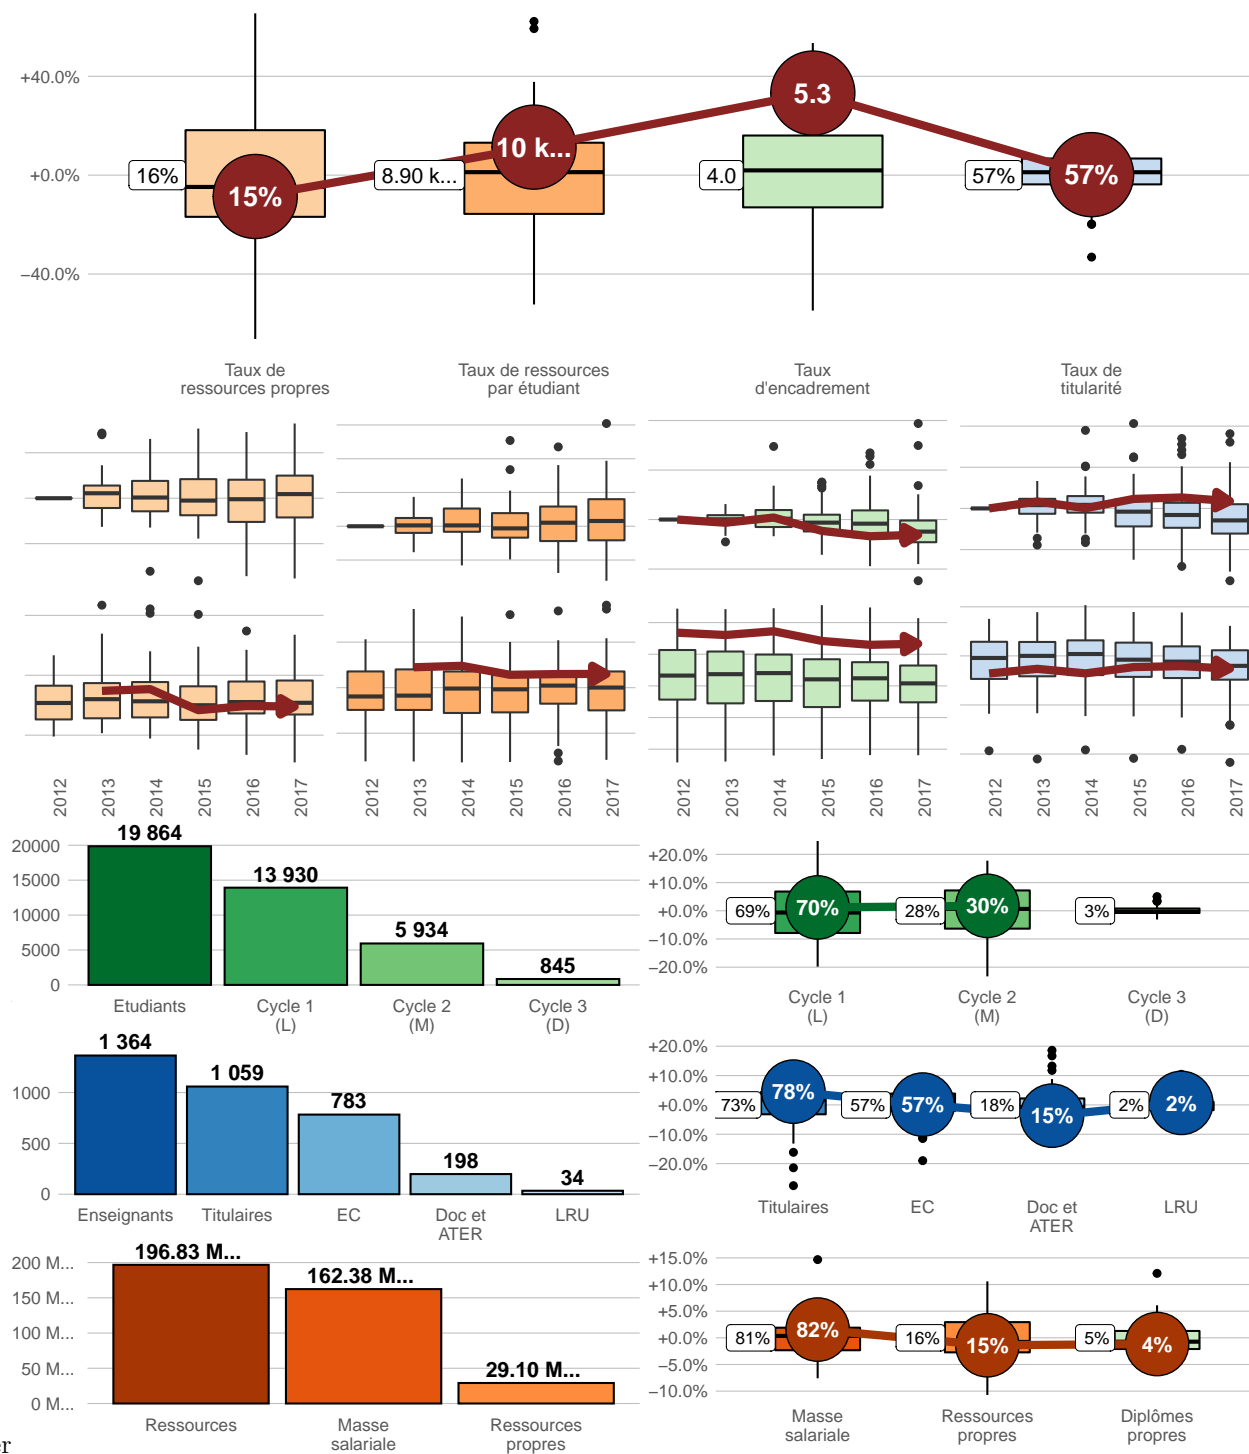 +40.0%
+0.0%
−40.0%
16%
15%
8.90 k...
10 k...
4.0
5.3
57%
57%
Taux de
ressources propres
Taux de ressources
par étudiant
Taux
d'encadrement
Taux de
titularité
2012 2013 2014 2015 2016 2017
2012 2013 2014 2015 2016 2017
2012 2013 2014 2015 2016 2017
2012 2013 2014 2015 2016 2017
20000
15000
10000
5000
0
19 864
13 930
5 934
845
Etudiants
Cycle 1
(L)
Cycle 2
(M)
Cycle 3
(D)
+20.0%
+10.0%
+0.0%
−10.0%
−20.0%
69%
70%
28%
30%
3%
Cycle 1
(L)
Cycle 2
(M)
Cycle 3
(D)
1000
500
0
1 364
1 059
783
198
34
Enseignants
Titulaires
EC
Doc et
ATER
LRU
+20.0%
+10.0%
+0.0%
−10.0%
−20.0%
73%
78%
57%
57%
18%
15%
2%
2%
Titulaires
EC
Doc et
ATER
LRU
200 M...
150 M...
100 M...
50 M...
0 M...
196.83 M...
162.38 M...
29.10 M...
Ressources
Masse
salariale
Ressources
propres
+15.0%
+10.0%
+5.0%
+0.0%
−5.0%
−10.0%
81%
82%
16%
15%
5%
4%
Masse
salariale
Ressources
propres
Diplômes
propres